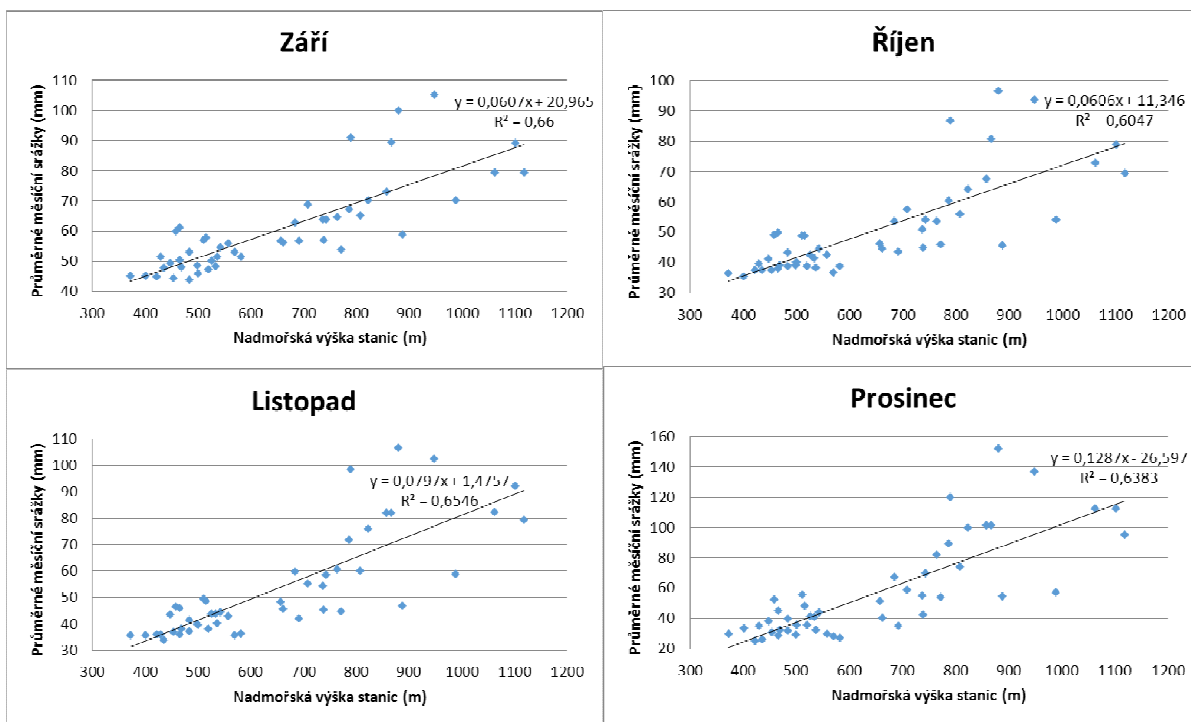 Září
Průměrné měsíční srážky (mm)
110
100
90
80
70
60
50
40
y = 0,0607x + 20,965
R² = 0,66
300 400 500 600 700 800 900 1000 1100 1200
Nadmořská výška stanic (m)
Říjen
Průměrné měsíční srážky (mm)
100
90
80
70
60
50
40
30
y = 0,0606x + 11,346
R² = 0,6047
300 400 500 600 700 800 900 1000 1100 1200
Nadmořská výška stanic (m)
Listopad
Průměrné měsíční srážky (mm)
110
100
90
80
70
60
50
40
30
y = 0,0797x + 1,4757
R² = 0,6546
300 400 500 600 700 800 900 1000 1100 1200
Nadmořská výška stanic (m)
Prosinec
Průměrné měsíční srážky (mm)
160
140
120
100
80
60
40
20
y = 0,1287x - 26,597
R² = 0,6383
300 400 500 600 700 800 900 1000 1100 1200
Nadmořská výška stanic (m)